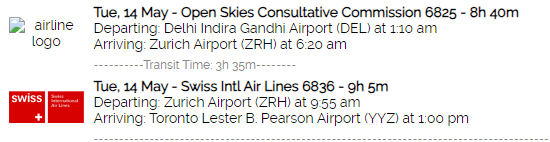 airline
logo
Tue, 14 May - Open Skies Consultative Commission 6825 - 8h 40m
Departing: Delhi Indira Gandhi Airport (DEL) at 1:10 am
Arriving: Zurich Airport (ZRH) at 6:20 am
----------Transit Time: 3h 35m--------
swiss
Swiss
International
Air Lines
Tue, 14 May - Swiss Intl Air Lines 6836 - 9h 5m
Departing: Zurich Airport (ZRH) at 9:55 am
Arriving: Toronto Lester B. Pearson Airport (YYZ) at 1:00 pm